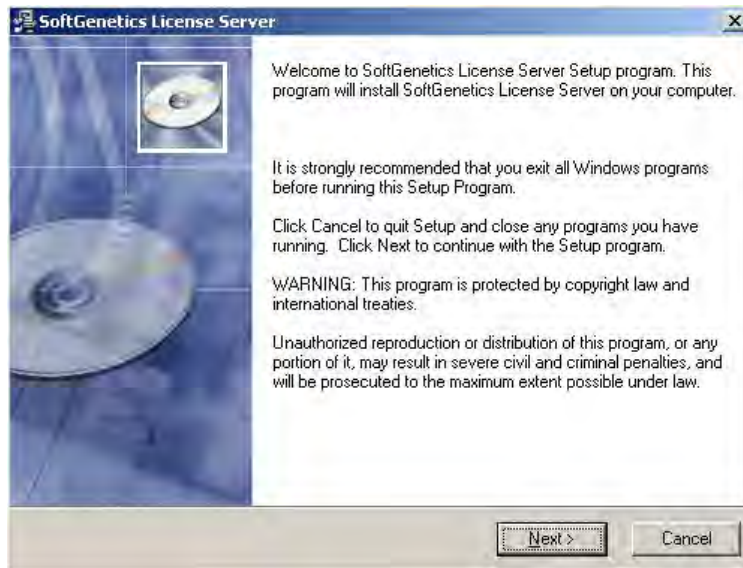 SoftGenetics License Server
Welcome to SoftGenetics License Server Setup program. This
program will install SoftGenetics License Server on your computer.
It is strongly recommended that you exit all Windows programs
before running this Setup Program.
Click Cancel to quit Setup and close any programs you have
running. Click Next to continue with the Setup program.
WARNING: This program is protected by copyright law and
international treaties.
Unauthorized reproduction or distribution of this program, or any
portion of it, may result in severe civil and criminal penalties, and
will be prosecuted to the maximum extent possible under law.
Next >
Cancel